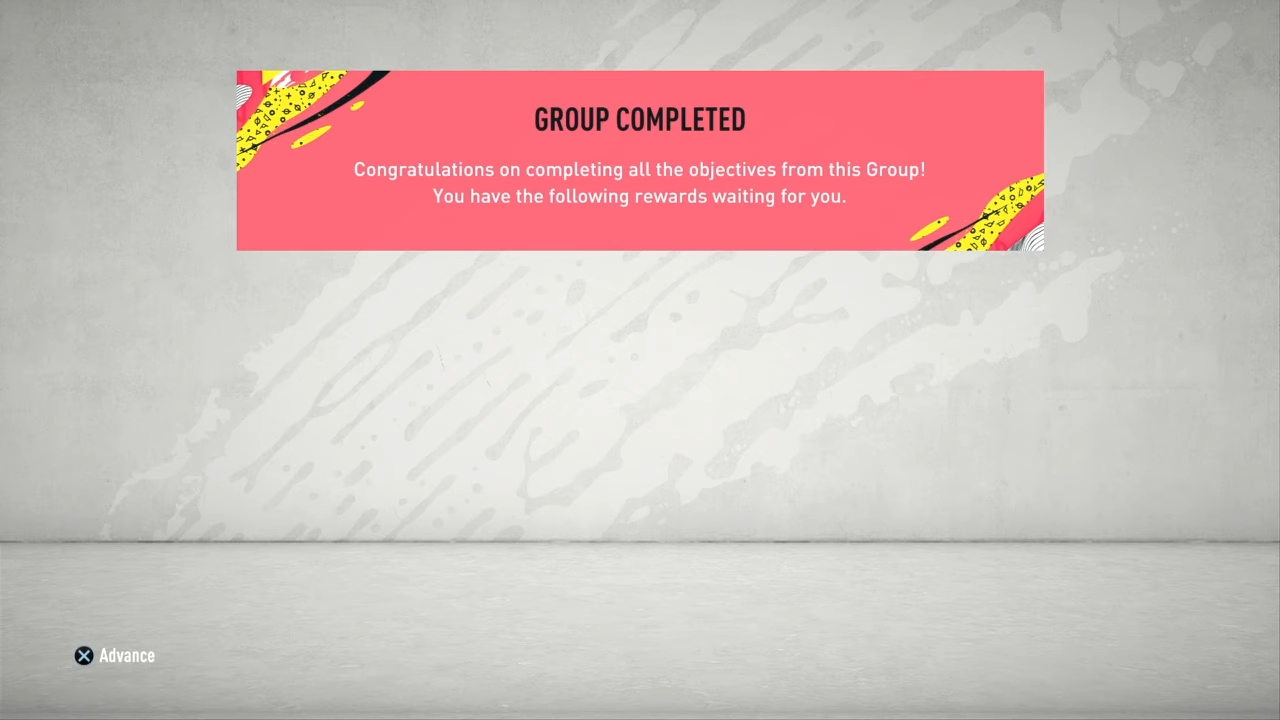 GROUP COMPLETED
Congratulations on completing all the objectives from this Group!
You have the following rewards waiting for you.
Advance